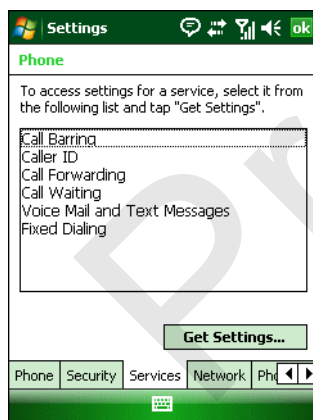 Settings
ok
Phone
To access settings for a service, select it from
the following list and tap "Get Settings".
Call Barring
Caller ID
Call Forwarding
Call Waiting
Voice Mail and Text Messages
Fixed Dialing
Get Settings...
Phone Security Services Network